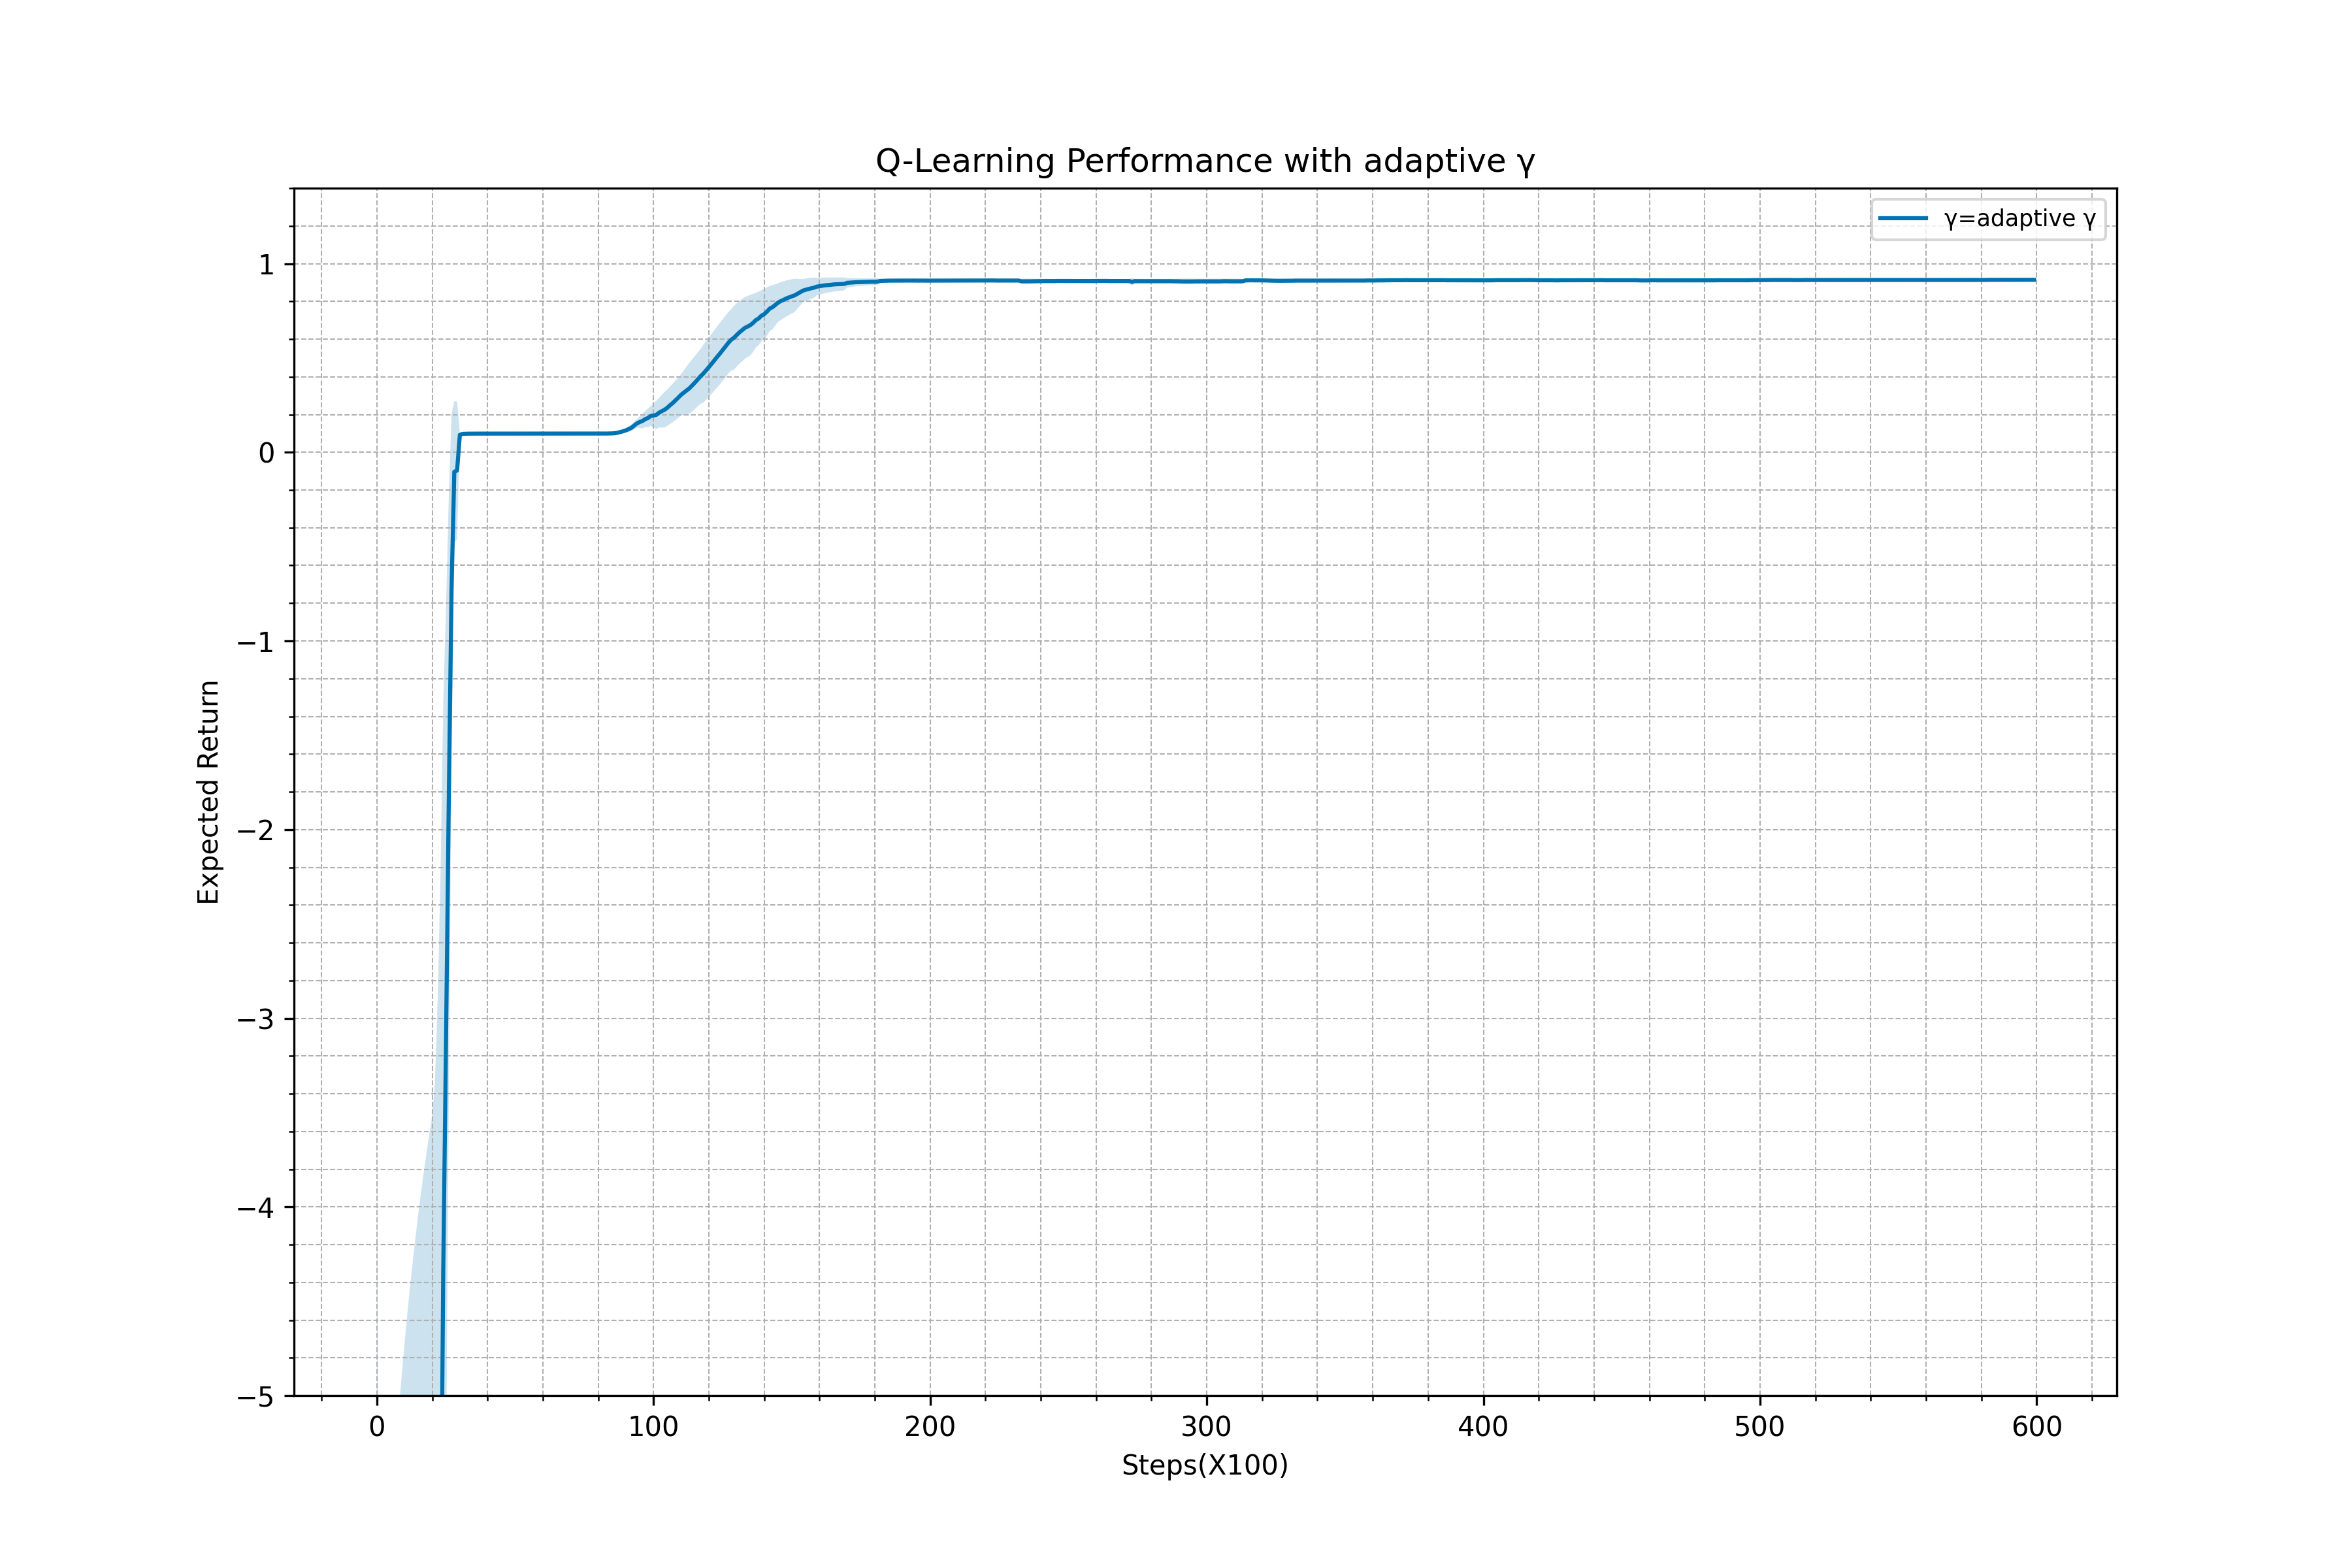 Q-Learning Performance with adaptive γ
γ=adaptive γ
1
0
−1
−2
−3
−4
−5
Expected Return
0 100 200 300 400 500 600
Steps(X100)